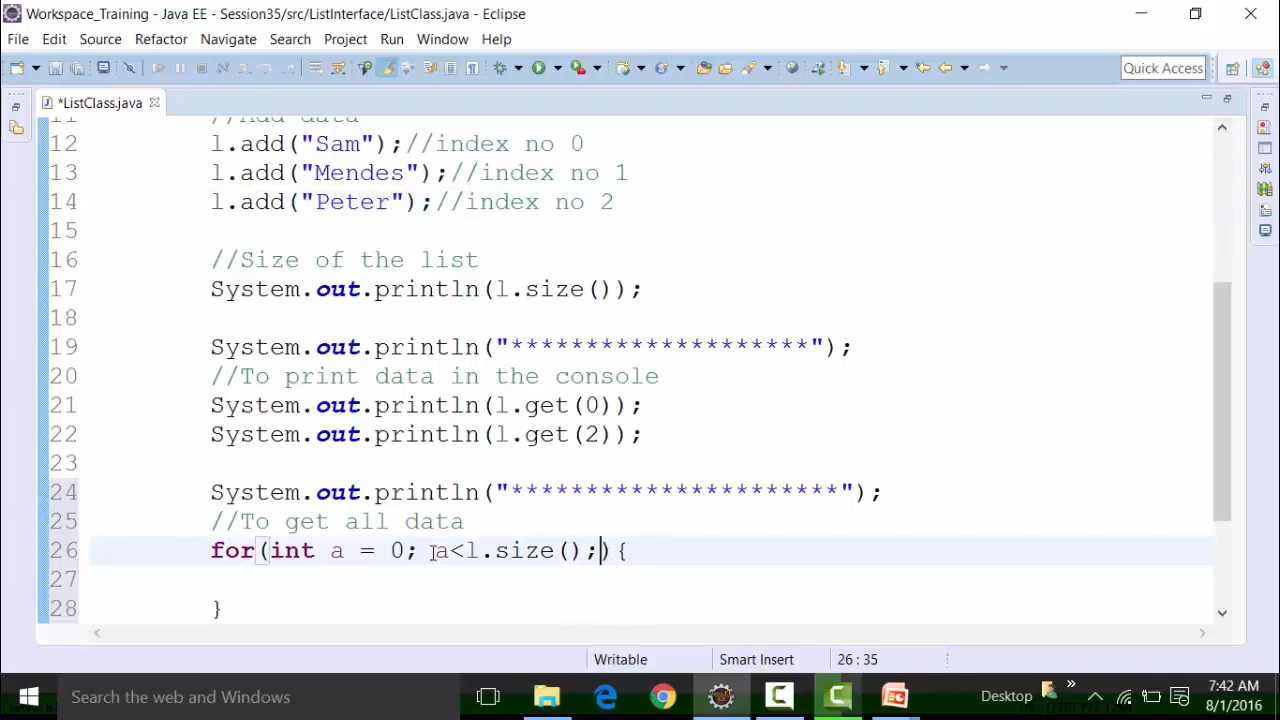 Workspace_Training - Java EE - Session35/src/ListInterface/ListClass.java - Eclipse
File Edit Source Refactor Navigate Search Project Run Window Help
Quick Access
*ListClass.java
11 //Add data
12 l.add("Sam");//index no 0
13 l.add("Mendes");//index no 1
14 l.add("Peter");//index no 2
15
16 //Size of the list
17 System.out.println(l.size());
18
19 System.out.println("********************");
20 //To print data in the console
21 System.out.println(l.get(0));
22 System.out.println(l.get(2));
23
24 System.out.println("**********************");
25 //To get all data
26 for(int a = 0; a<l.size();){
27
28 }
Writable Smart Insert 26 : 35
Search the web and Windows
Desktop
7:42 AM
8/1/2016